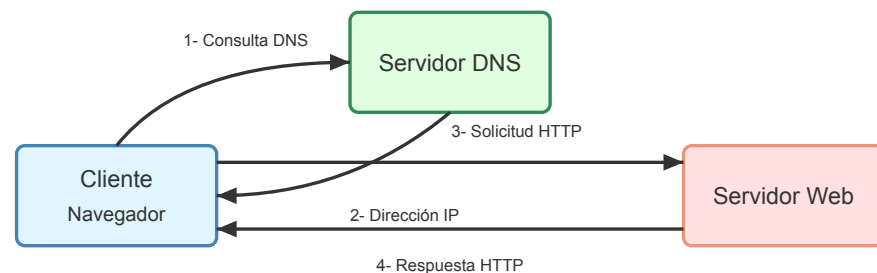 1- Consulta DNS
Servidor DNS
3- Solicitud HTTP
Cliente
Navegador
Servidor Web
2- Dirección IP
4- Respuesta HTTP